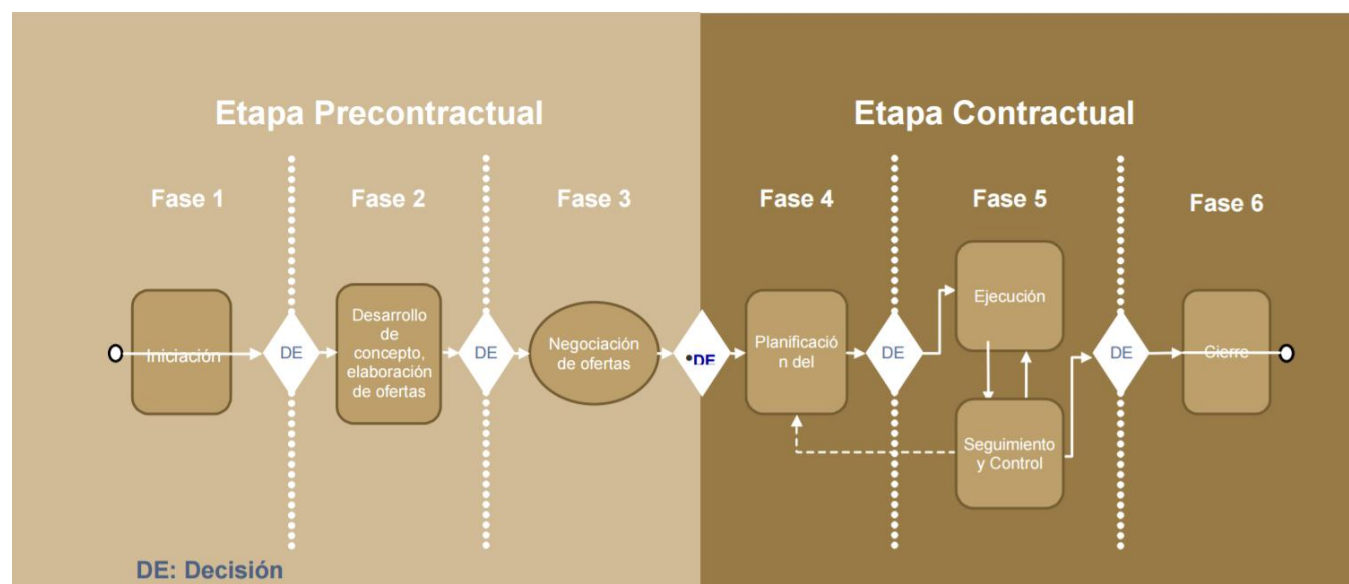 Etapa Precontractual
Etapa Contractual
Fase 1
Fase 2
Fase 3
Fase 4
Fase 5
Fase 6
Iniciación
DE
Desarrollo
de
concepto,
elaboración
de ofertas
DE
Negociación
de ofertas
•DE
Planificació
n del
DE
Ejecución
Seguimiento
y Control
DE
Cierre
DE: Decisión